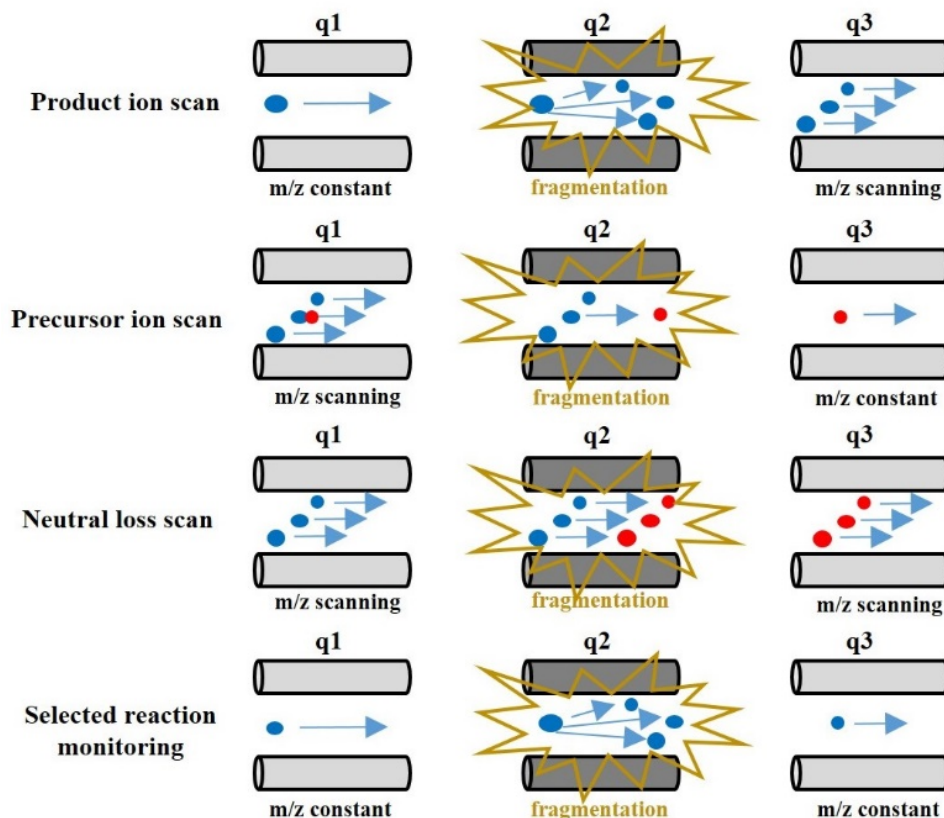 q1 q2 q3
Product ion scan
m/z constant fragmentation m/z scanning
q1 q2 q3
Precursor ion scan
m/z scanning fragmentation m/z constant
q1 q2 q3
Neutral loss scan
m/z scanning fragmentation m/z scanning
q1 q2 q3
Selected reaction
monitoring
m/z constant fragmentation m/z constant